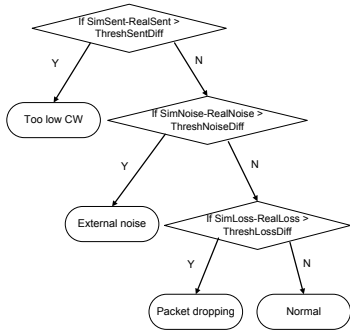 If SimSent-RealSent >
ThreshSentDiff
Y
N
Too low CW
If SimNoise-RealNoise >
ThreshNoiseDiff
Y
N
External noise
If SimLoss-RealLoss >
ThreshLossDiff
Y
N
Packet dropping
Normal